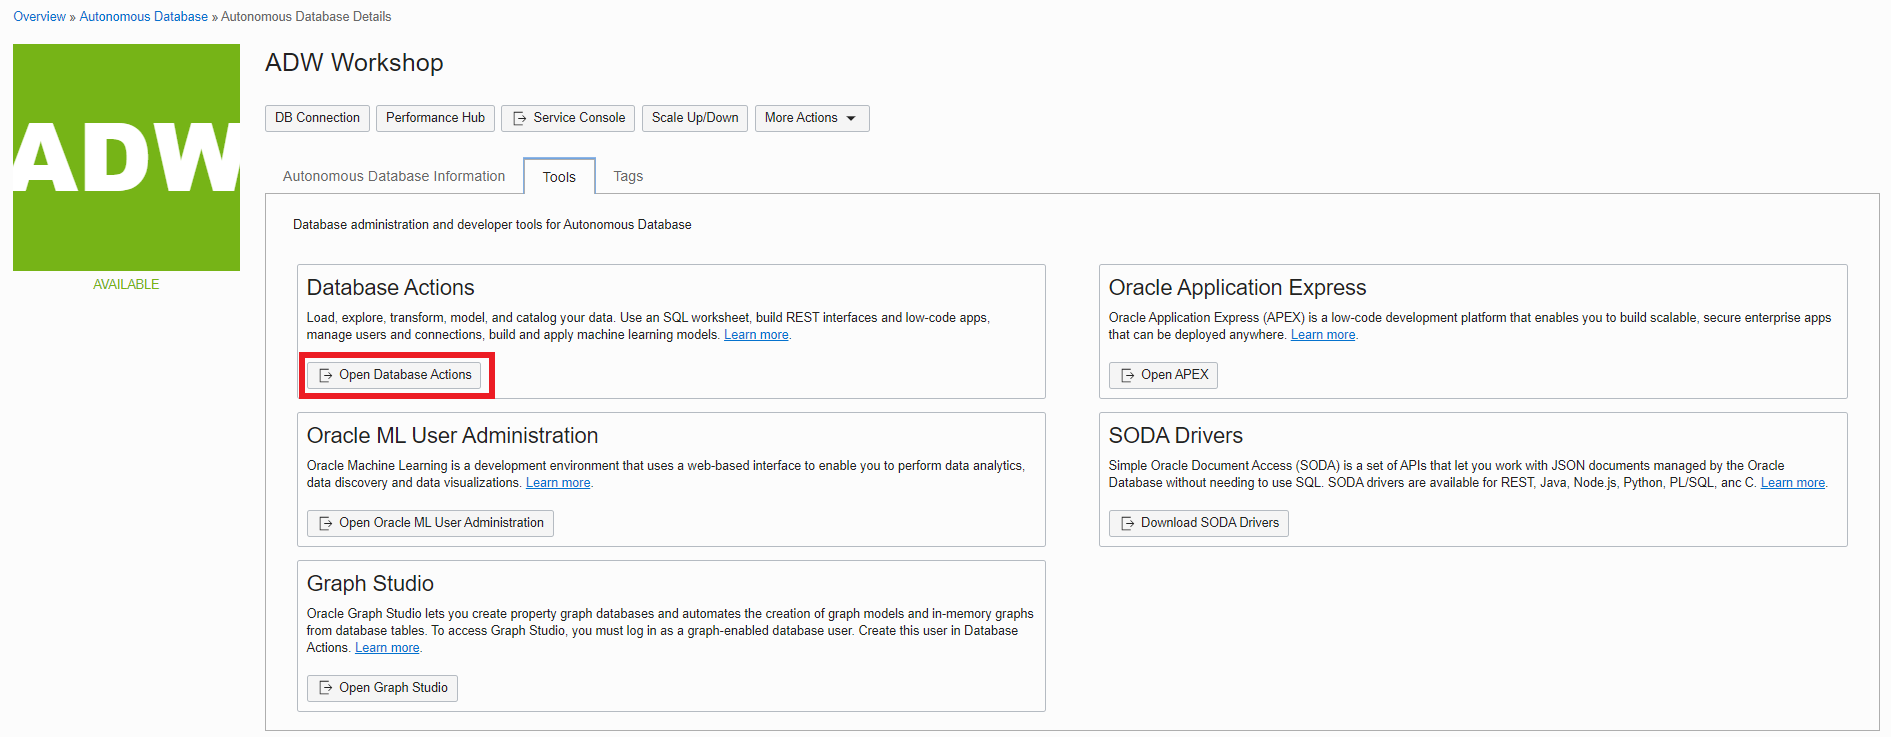 Overview » Autonomous Database » Autonomous Database Details
ADW
AVAILABLE
ADW Workshop
DB Connection
Performance Hub
Service Console
Scale Up/Down
More Actions
Autonomous Database Information
Tools
Tags
Database administration and developer tools for Autonomous Database
Database Actions
Load, explore, transform, model, and catalog your data. Use an SQL worksheet, build REST interfaces and low-code apps,
manage users and connections, build and apply machine learning models. Learn more.
Open Database Actions
Oracle Application Express
Oracle Application Express (APEX) is a low-code development platform that enables you to build scalable, secure enterprise apps
that can be deployed anywhere. Learn more.
Open APEX
Oracle ML User Administration
Oracle Machine Learning is a development environment that uses a web-based interface to enable you to perform data analytics,
data discovery and data visualizations. Learn more.
Open Oracle ML User Administration
SODA Drivers
Simple Oracle Document Access (SODA) is a set of APIs that let you work with JSON documents managed by the Oracle
Database without needing to use SQL. SODA drivers are available for REST, Java, Node.js, Python, PL/SQL, anc C. Learn more.
Download SODA Drivers
Graph Studio
Oracle Graph Studio lets you create property graph databases and automates the creation of graph models and in-memory graphs
from database tables. To access Graph Studio, you must log in as a graph-enabled database user. Create this user in Database
Actions. Learn more.
Open Graph Studio